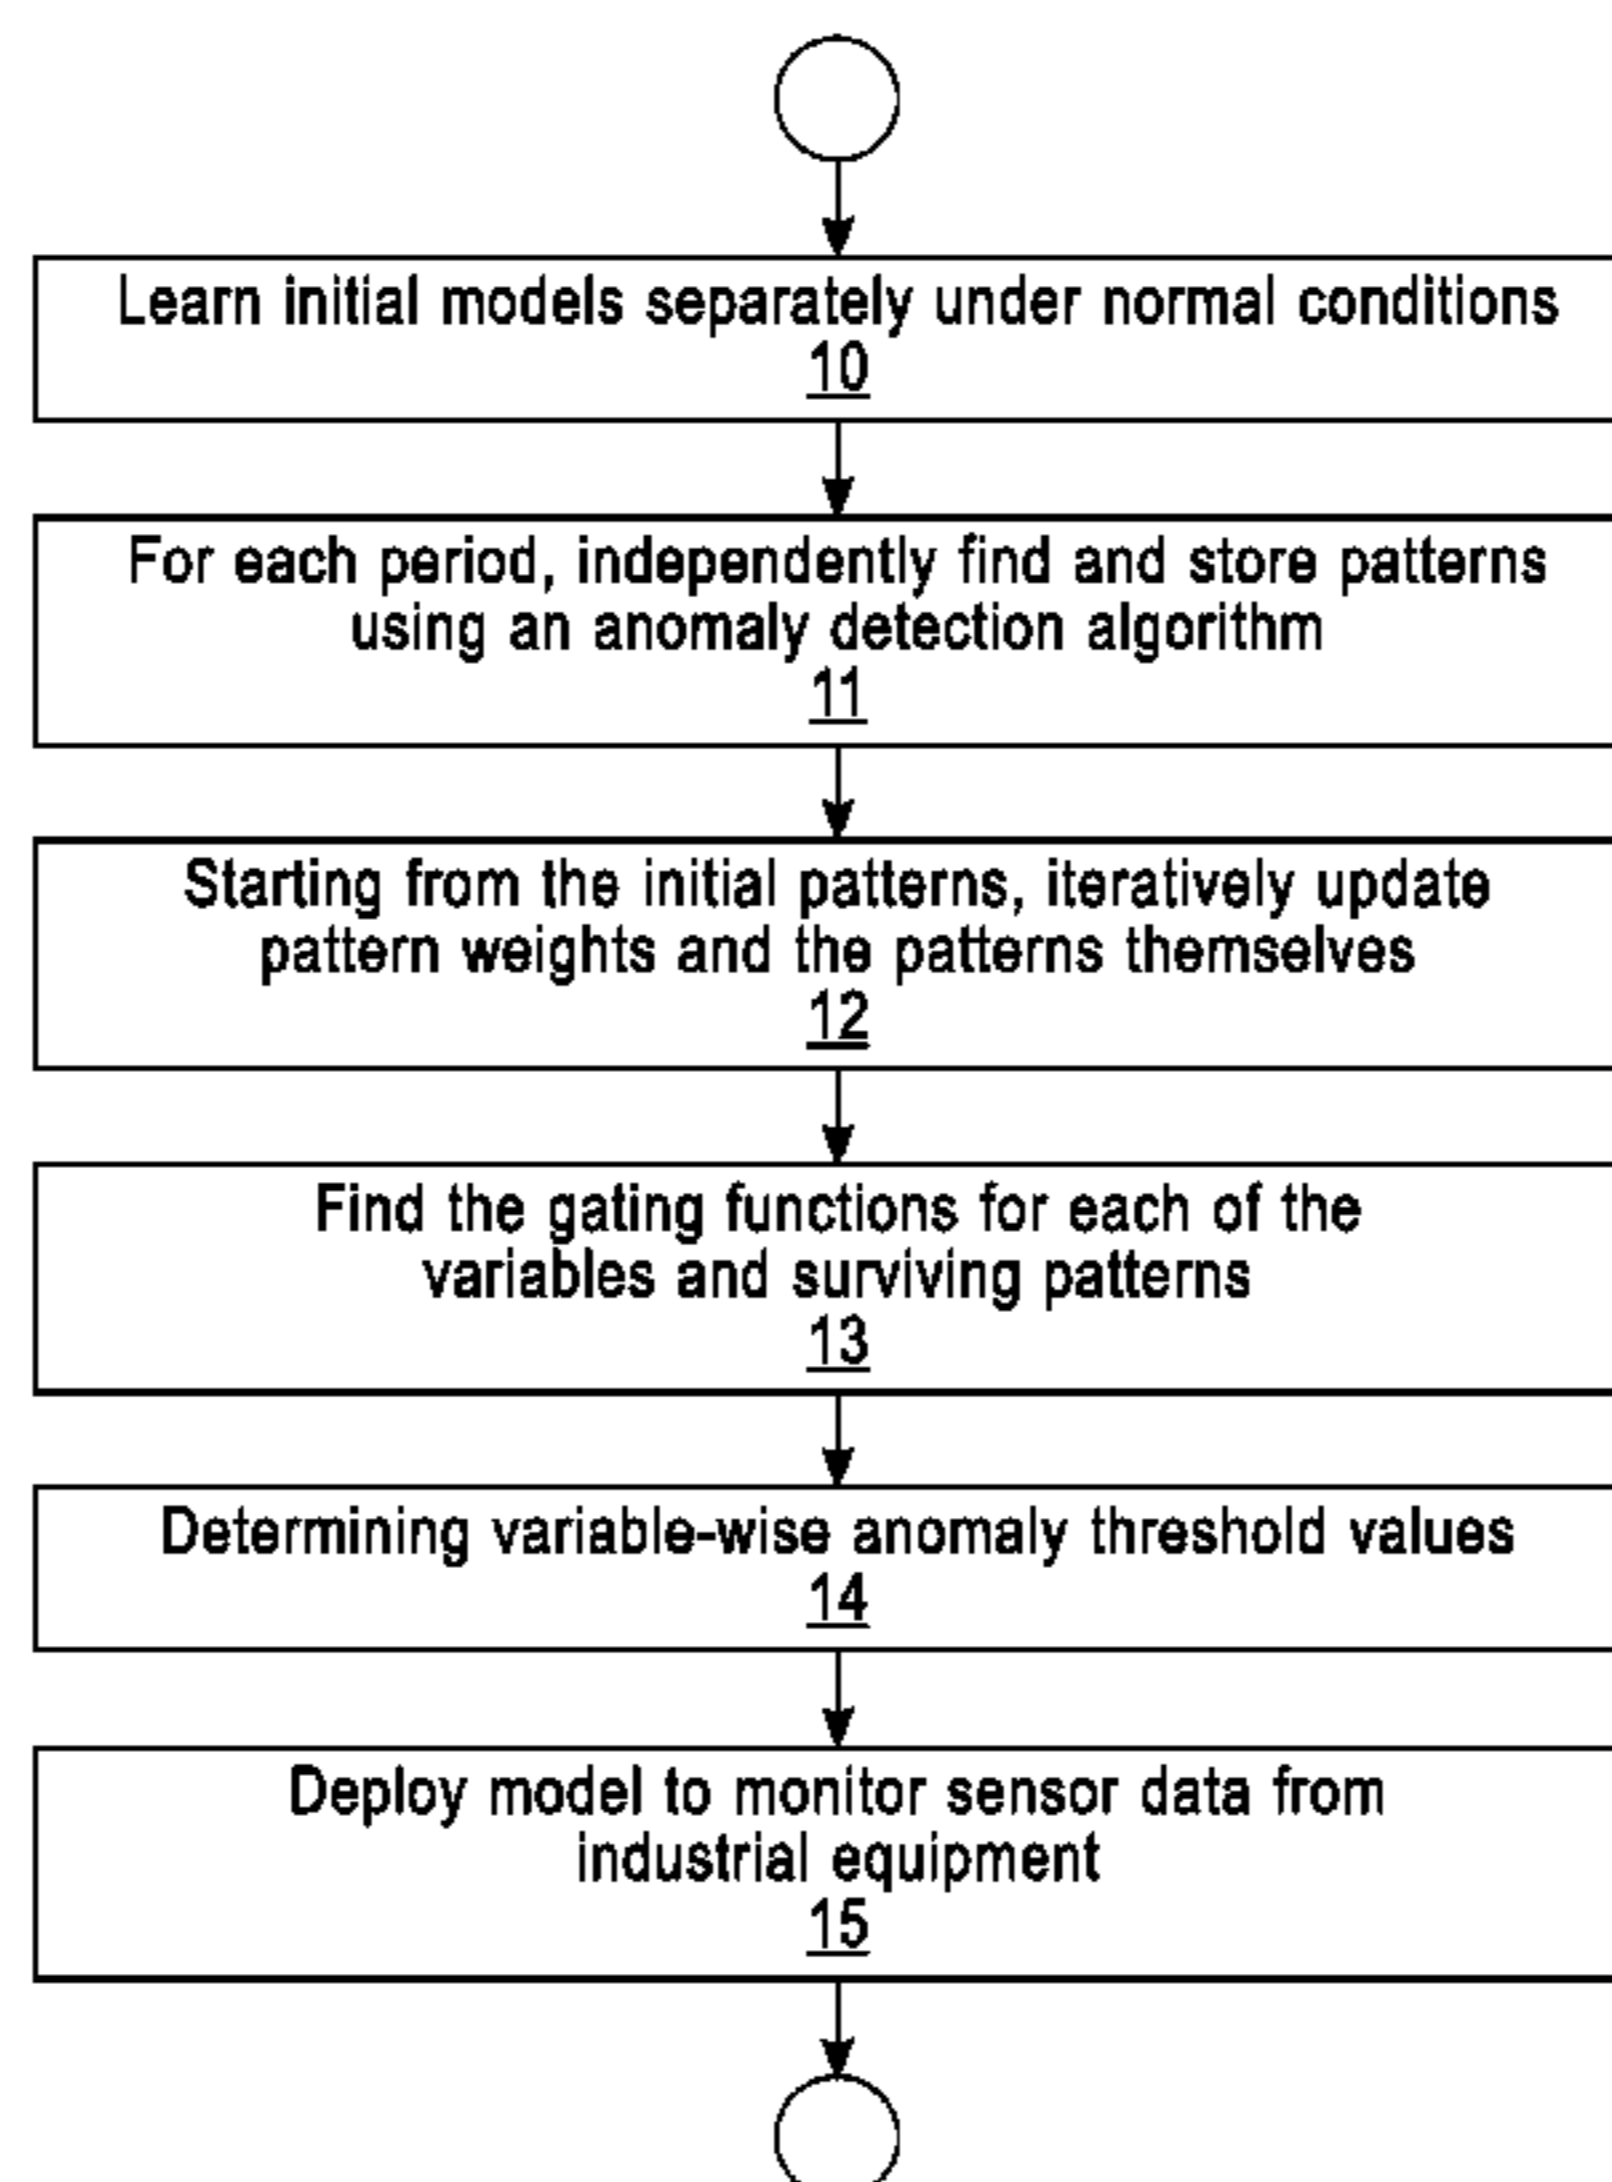 Learn initial models separately under normal conditions
10
For each period, independently find and store patterns
using an anomaly detection algorithm
11
Starting from the initial patterns, iteratively update
pattern weights and the patterns themselves
12
Find the gating functions for each of the
variables and surviving patterns
13
Determining variable-wise anomaly threshold values
14
Deploy model to monitor sensor data from
industrial equipment
15